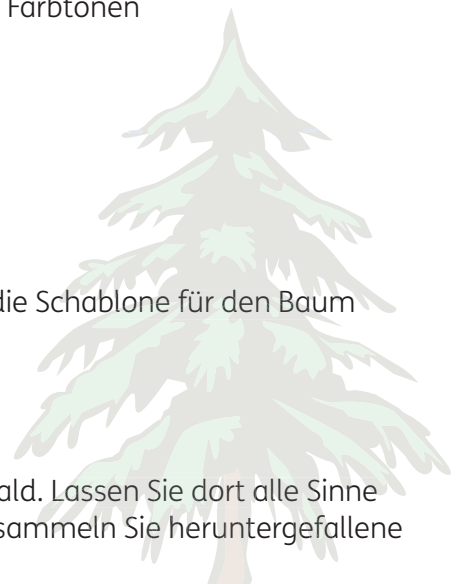 Farbtönen
die Schablone für den Baum
ald. Lassen Sie dort alle Sinne
sammeln Sie heruntergefallene